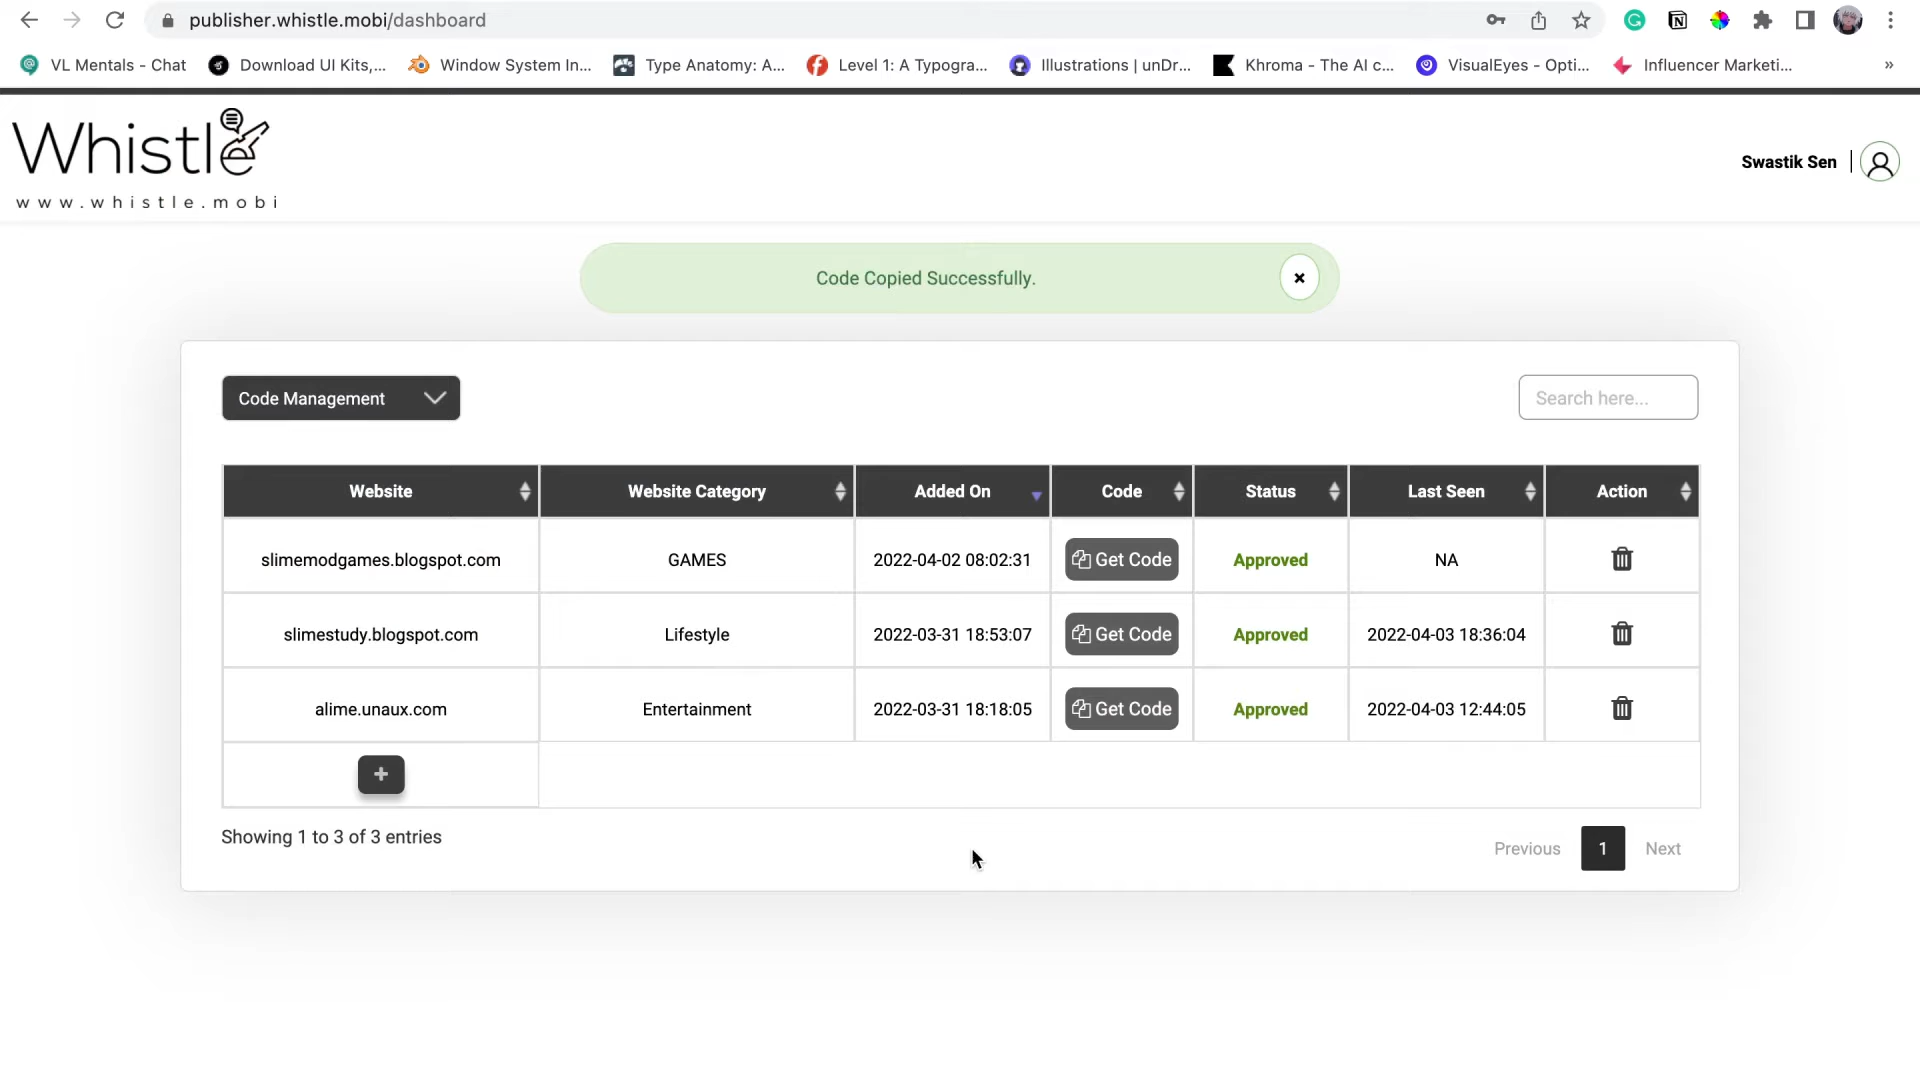 publisher.whistle.mobi/dashboard
VL Mentals - Chat
Download UI Kits,...
Window System In...
Type Anatomy: A...
Level 1: A Typogra...
Illustrations | unDr...
Khroma - The AI c...
VisualEyes - Opti...
Influencer Marketi...
»
Whistle
www.whistle.mobi
Swastik Sen
Code Copied Successfully.
Code Management
Search here...
Website Website Category Added On Code Status Last Seen Action
slimemodgames.blogspot.com GAMES 2022-04-02 08:02:31 Get Code Approved NA
slimestudy.blogspot.com Lifestyle 2022-03-31 18:53:07 Get Code Approved 2022-04-03 18:36:04
alime.unaux.com Entertainment 2022-03-31 18:18:05 Get Code Approved 2022-04-03 12:44:05
+
Showing 1 to 3 of 3 entries
Previous 1 Next